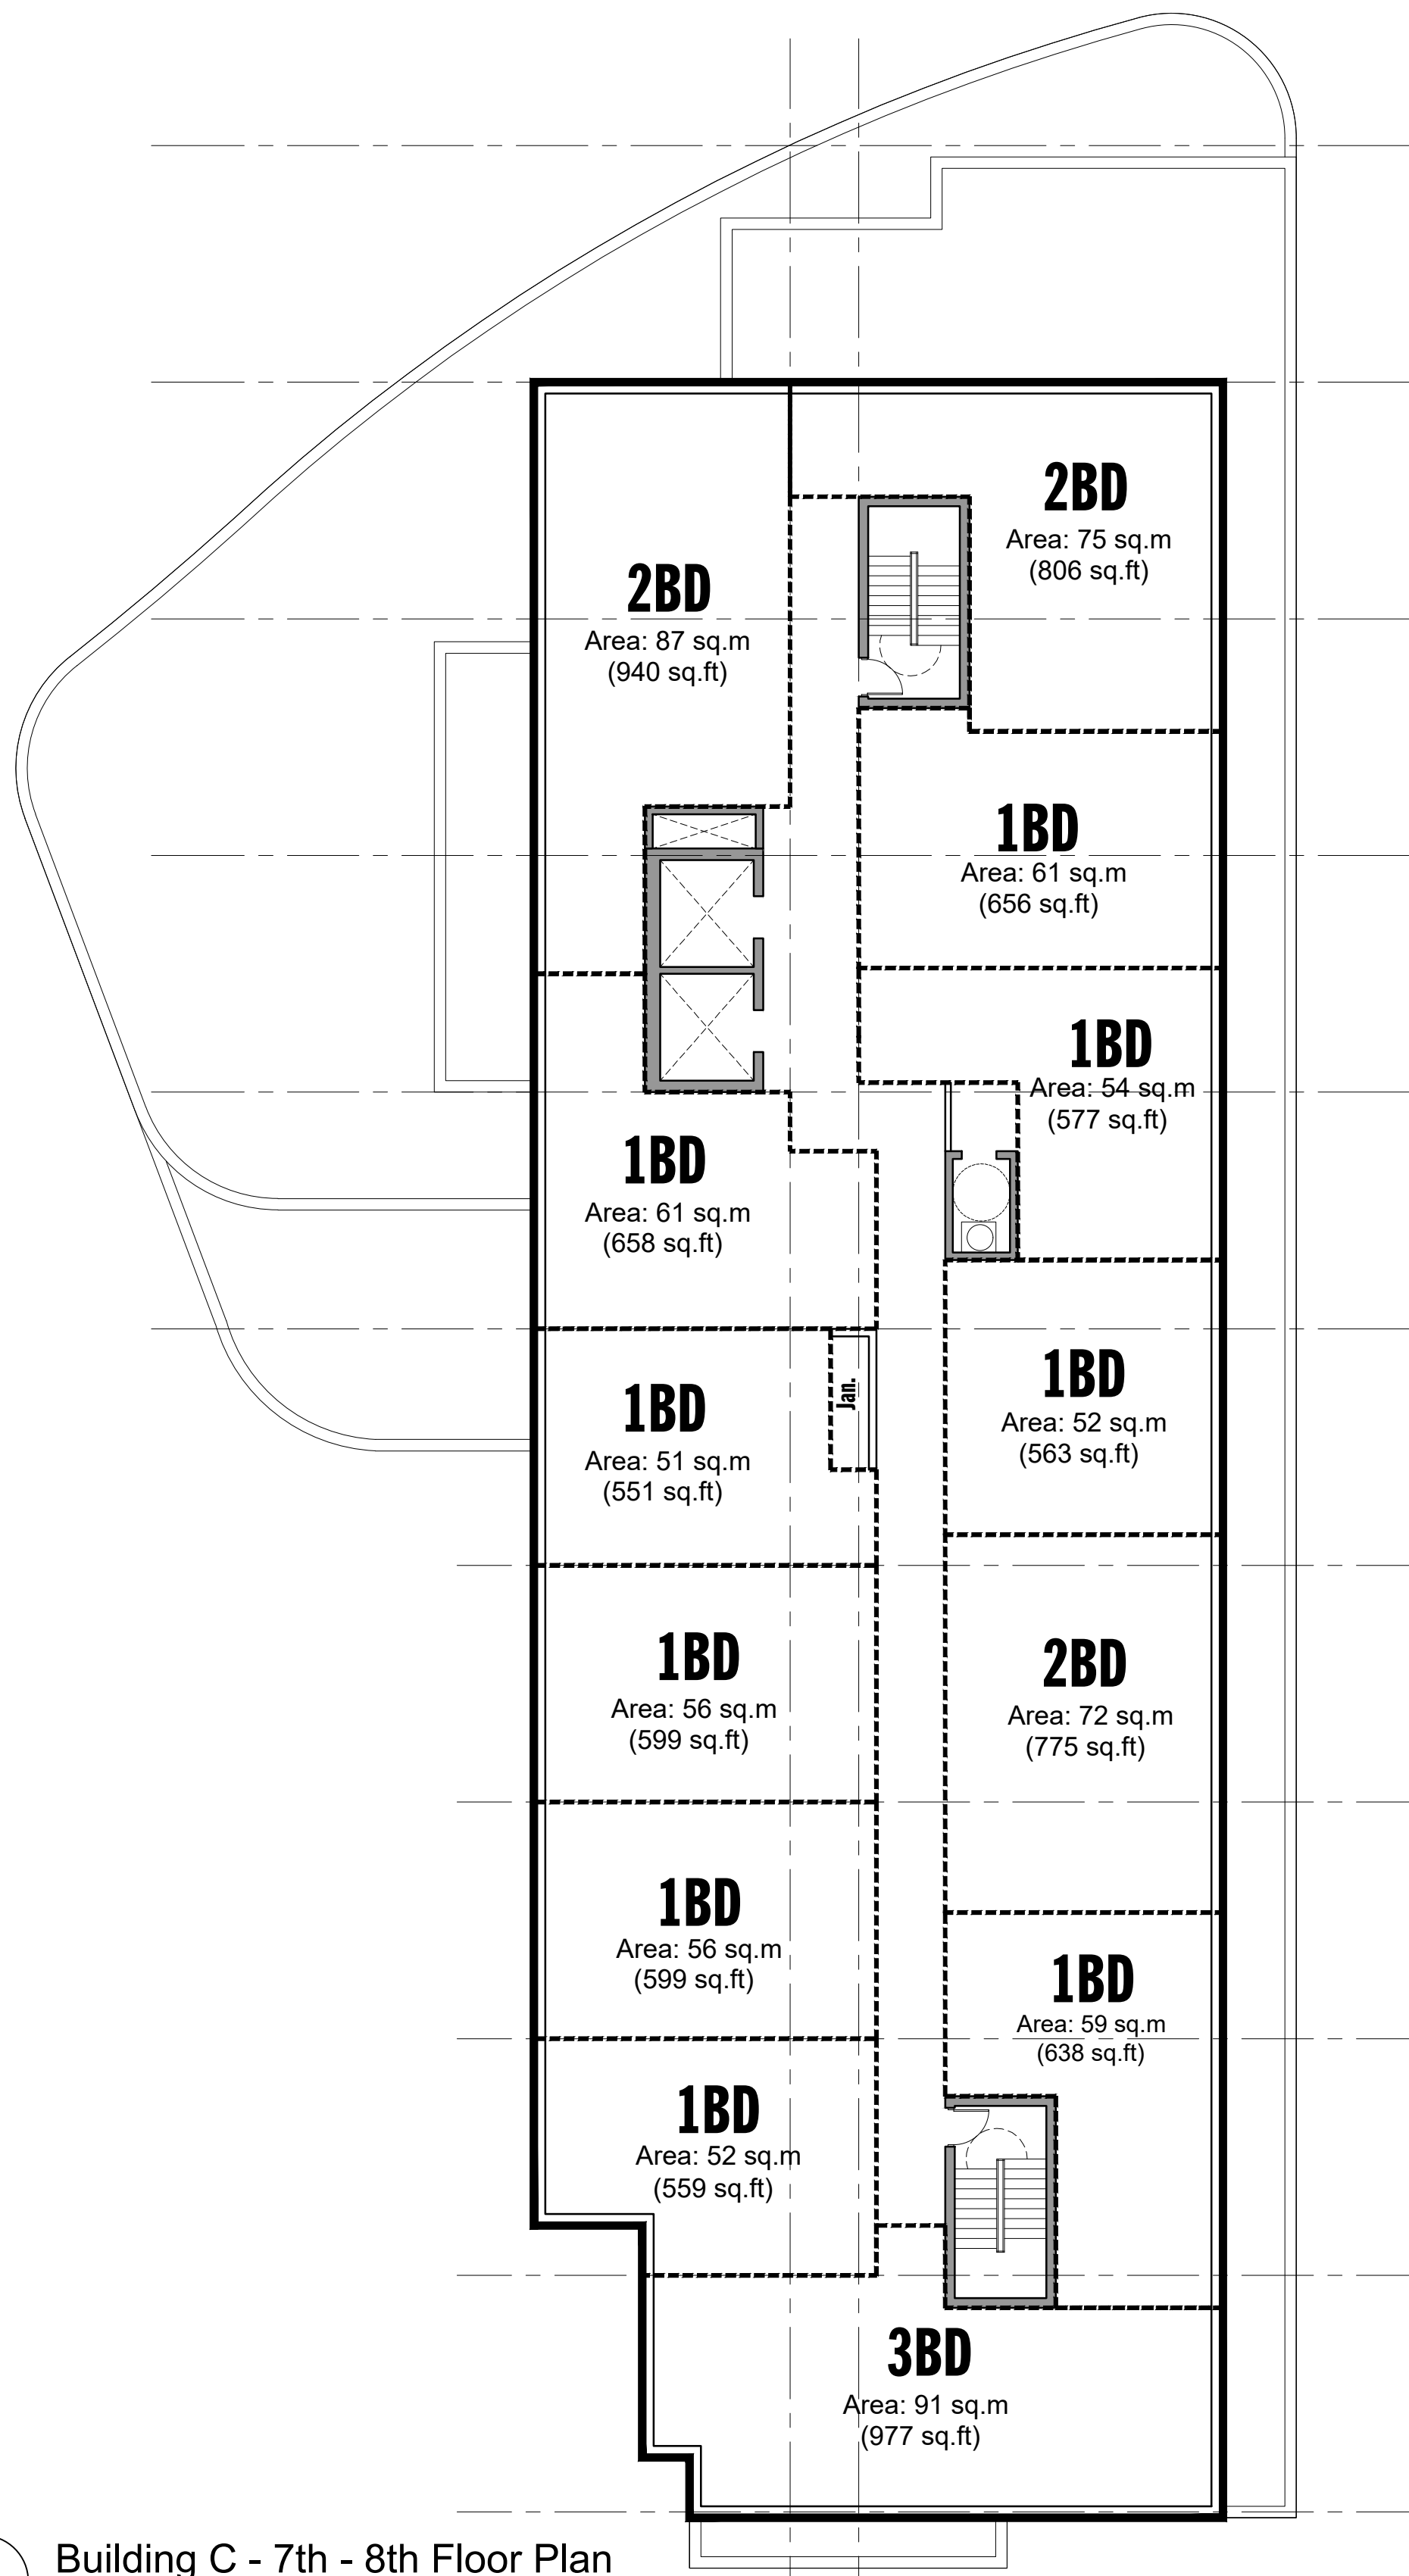 2BD
Area: 75 sq.m
(806 sq.ft)
2BD
Area: 87 sq.m
(940 sq.ft)
1BD
Area: 61 sq.m
(656 sq.ft)
1BD
Area: 54 sq.m
(577 sq.ft)
1BD
Area: 61 sq.m
(658 sq.ft)
1BD
Area: 52 sq.m
(563 sq.ft)
Jan.
1BD
Area: 51 sq.m
(551 sq.ft)
1BD
Area: 56 sq.m
(599 sq.ft)
2BD
Area: 72 sq.m
(775 sq.ft)
1BD
Area: 56 sq.m
(599 sq.ft)
1BD
Area: 59 sq.m
(638 sq.ft)
1BD
Area: 52 sq.m
(559 sq.ft)
3BD
Area: 91 sq.m
(977 sq.ft)
Building C - 7th - 8th Floor Plan